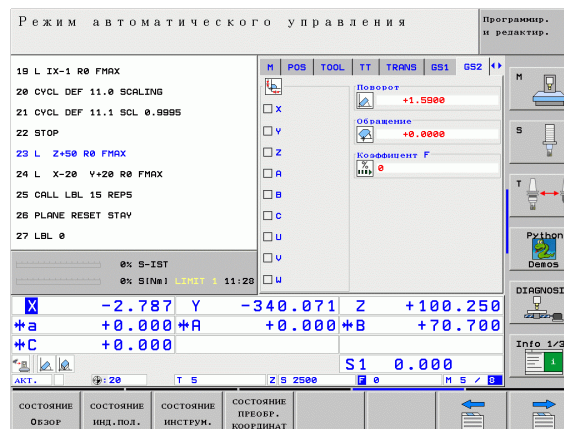 Режим автоматического управления
Программир.
и редактир.
M POS TOOL TT TRANS GS1 GS2
19 L IX-1 R0 FMAX
20 CYCL DEF 11.0 SCALING
21 CYCL DEF 11.1 SCL 0.9995
22 STOP
23 L Z+50 R0 FMAX
24 L X-20 Y+20 R0 FMAX
25 CALL LBL 15 REP5
26 PLANE RESET STAY
27 LBL 0
X
Y
Z
A
B
C
U
V
W
Поворот
+1.5900
Обращение
+0.0000
Коэффициент F
%
0
0% S-IST
0% S[Nm] LIMIT 1 11:28
X -2.787 Y -340.071 Z +100.250
a +0.000 A +0.000 B +70.700
C +0.000
S1 0.000
АКТ. : 20 T 5 Z S 2500 F 0 M 5 / 8
M
S
T
Python
Demos
DIAGNOSI
Info 1/3
i
СОСТОЯНИЕ
ОБЗОР
СОСТОЯНИЕ
ИНД.ПОЛ.
СОСТОЯНИЕ
ИНСТРУМ.
СОСТОЯНИЕ
ПРЕОБР.
КООРДИНАТ